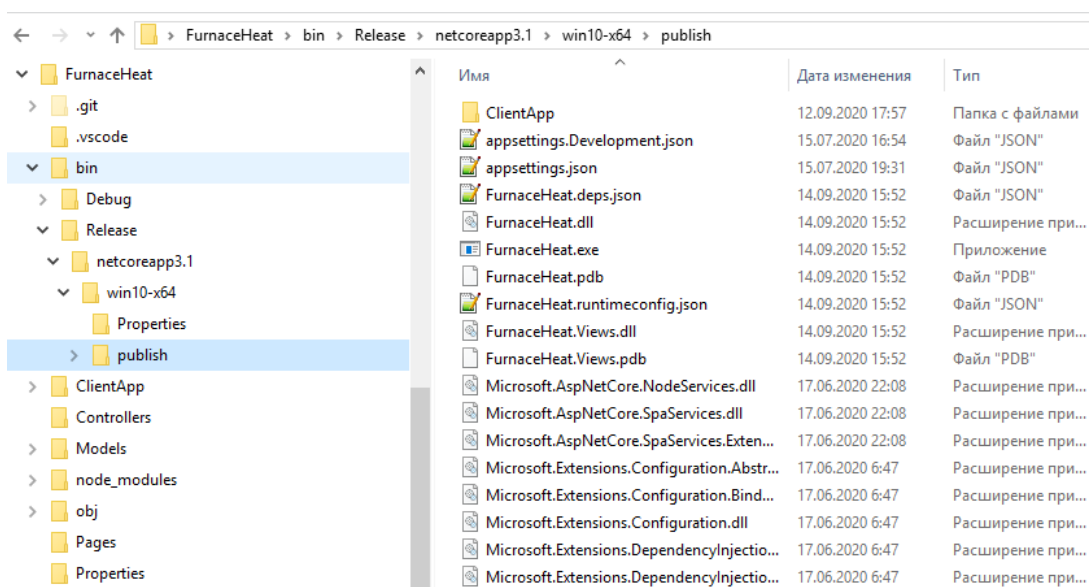 FurnaceHeat > bin > Release > netcoreapp3.1 > win10-x64 > publish
FurnaceHeat
.git
.vscode
bin
Debug
Release
netcoreapp3.1
win10-x64
Properties
publish
ClientApp
Controllers
Models
node_modules
obj
Pages
Properties
Имя Дата изменения Тип
ClientApp 12.09.2020 17:57 Папка с файлами
appsettings.Development.json 15.07.2020 16:54 Файл "JSON"
appsettings.json 15.07.2020 19:31 Файл "JSON"
FurnaceHeat.deps.json 14.09.2020 15:52 Файл "JSON"
FurnaceHeat.dll 14.09.2020 15:52 Расширение при...
FurnaceHeat.exe 14.09.2020 15:52 Приложение
FurnaceHeat.pdb 14.09.2020 15:52 Файл "PDB"
FurnaceHeat.runtimeconfig.json 14.09.2020 15:52 Файл "JSON"
FurnaceHeat.Views.dll 14.09.2020 15:52 Расширение при...
FurnaceHeat.Views.pdb 14.09.2020 15:52 Файл "PDB"
Microsoft.AspNetCore.NodeServices.dll 17.06.2020 22:08 Расширение при...
Microsoft.AspNetCore.SpaServices.dll 17.06.2020 22:08 Расширение при...
Microsoft.AspNetCore.SpaServices.Exten... 17.06.2020 22:08 Расширение при...
Microsoft.Extensions.Configuration.Abstr... 17.06.2020 6:47 Расширение при...
Microsoft.Extensions.Configuration.Bind... 17.06.2020 6:47 Расширение при...
Microsoft.Extensions.Configuration.dll 17.06.2020 6:47 Расширение при...
Microsoft.Extensions.DependencyInjectio... 17.06.2020 6:47 Расширение при...
Microsoft.Extensions.DependencyInjectio... 17.06.2020 6:47 Расширение при...